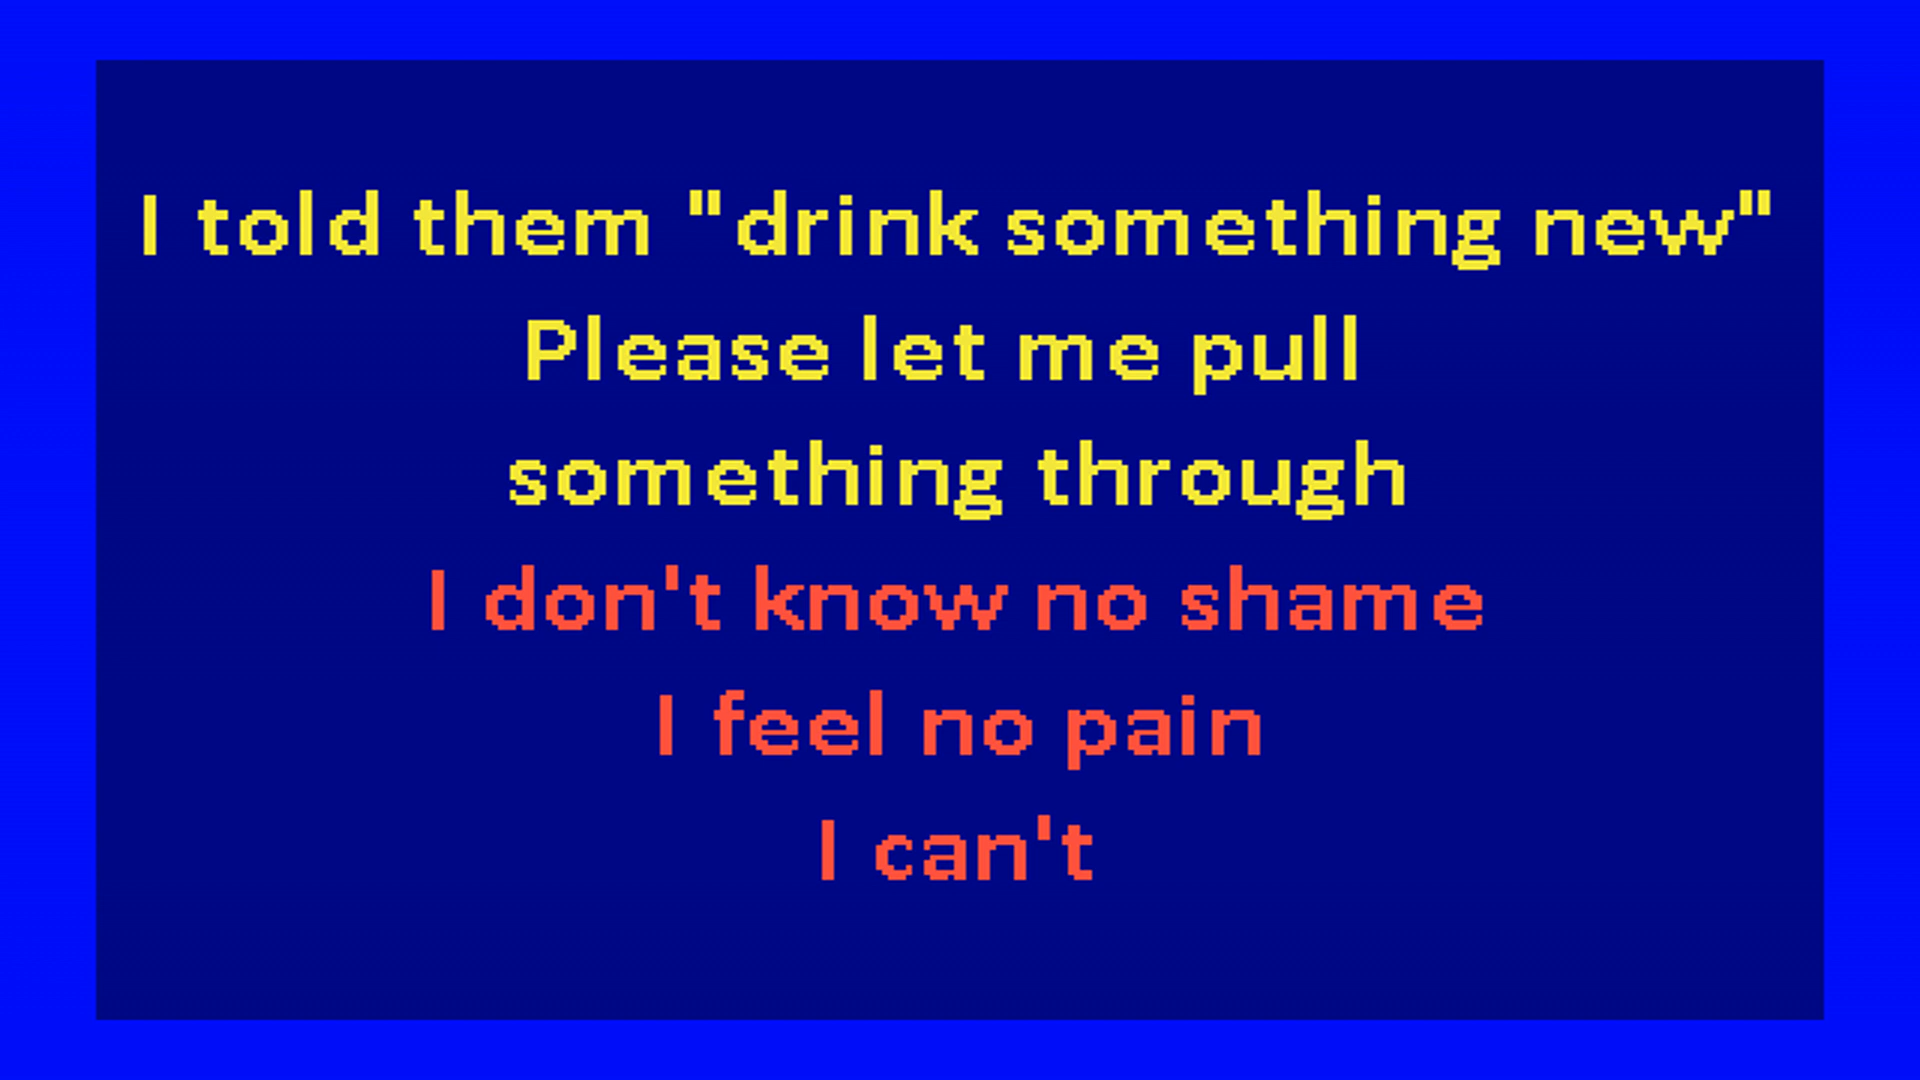 I told them "drink something new"
Please let me pull
something through
I don't know no shame
I feel no pain
I can't